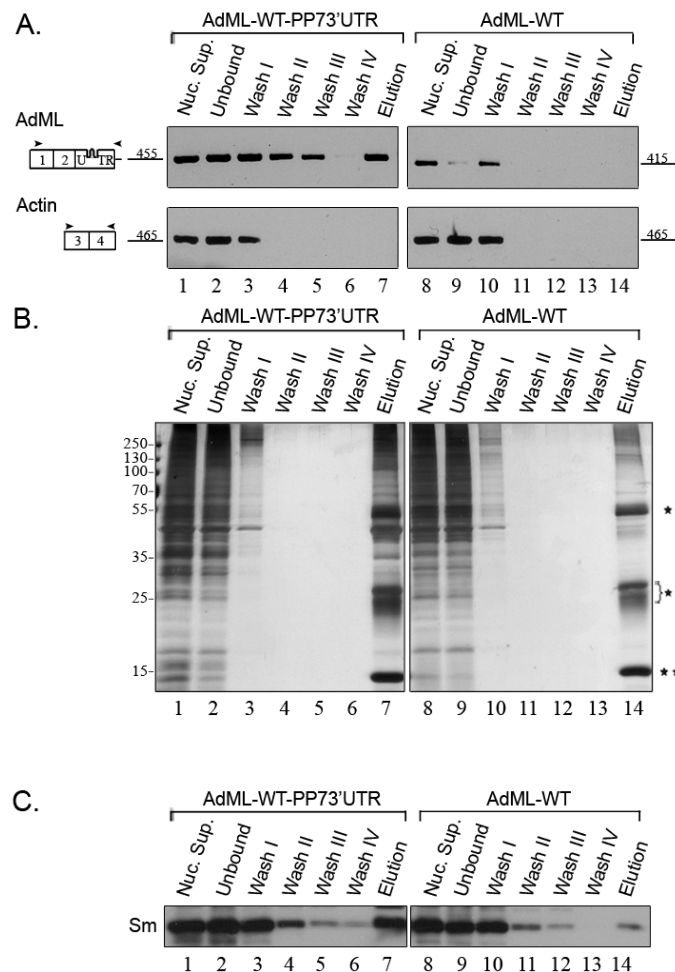 A.
AdML-WT-PP73'UTR AdML-WT
Nuc. Sup. Unbound Wash I Wash II Wash III Wash IV Elution Nuc. Sup. Unbound Wash I Wash II Wash III Wash IV Elution
AdML
1 2 U TR 455 415
Actin
3 4 465 465
1 2 3 4 5 6 7 8 9 10 11 12 13 14
B.
AdML-WT-PP73'UTR AdML-WT
Nuc. Sup. Unbound Wash I Wash II Wash III Wash IV Elution Nuc. Sup. Unbound Wash I Wash II Wash III Wash IV Elution
250-
130-
100-
70-
55- ★
35-
25- }★
15- ★★
1 2 3 4 5 6 7 8 9 10 11 12 13 14
C.
AdML-WT-PP73'UTR AdML-WT
Nuc. Sup. Unbound Wash I Wash II Wash III Wash IV Elution Nuc. Sup. Unbound Wash I Wash II Wash III Wash IV Elution
Sm
1 2 3 4 5 6 7 8 9 10 11 12 13 14